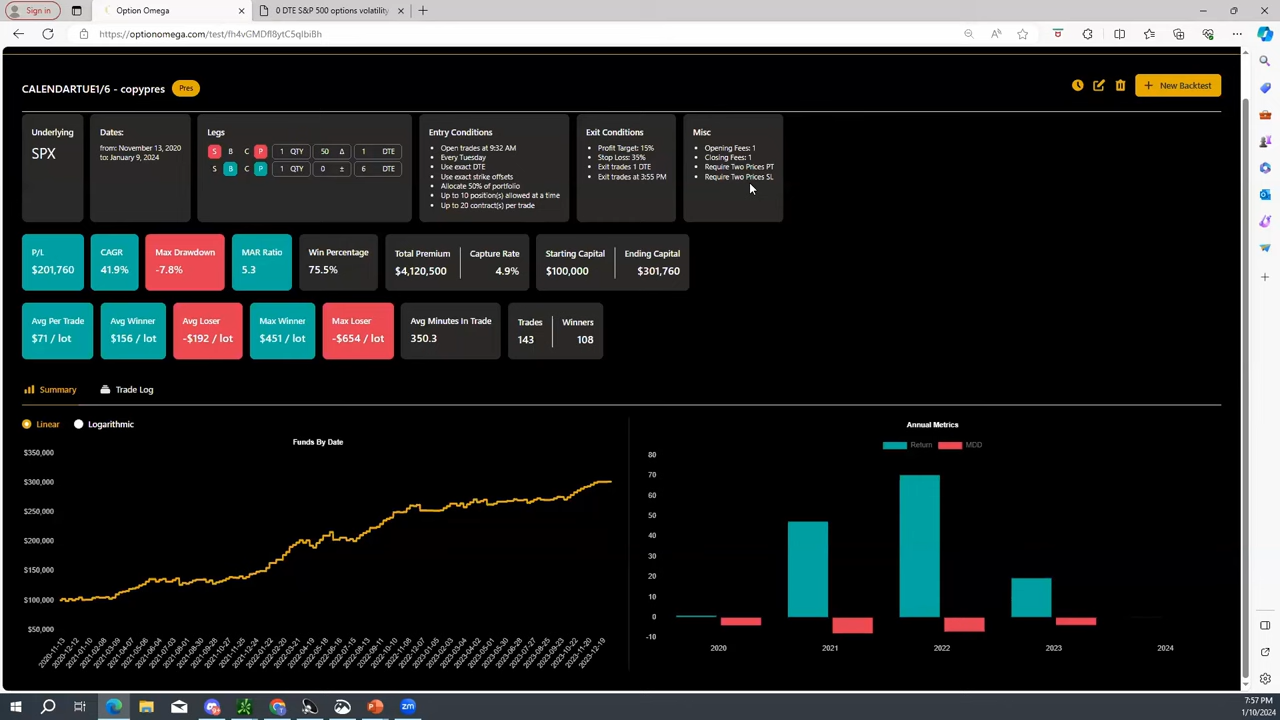 Sign in
Option Omega
0 DTE S&P 500 options volatility
https://optionomega.com/test/fh4vGMDfl8ytC5qIbiBh
CALENDARTUE1/6 - copypres
Pres
New Backtest
Underlying
SPX
Dates:
from: November 13, 2020
to: January 9, 2024
Legs
S B C P 1 QTY 50 Δ 1 DTE
S B C P 1 QTY 0 ± 6 DTE
Entry Conditions
Open trades at 9:32 AM
Every Tuesday
Use exact DTE
Use exact strike offsets
Allocate 50% of portfolio
Up to 10 position(s) allowed at a time
Up to 20 contract(s) per trade
Exit Conditions
Profit Target: 15%
Stop Loss: 35%
Exit trades 1 DTE
Exit trades at 3:55 PM
Misc
Opening Fees: 1
Closing Fees: 1
Require Two Prices PT
Require Two Prices SL
P/L
$201,760
CAGR
41.9%
Max Drawdown
-7.8%
MAR Ratio
5.3
Win Percentage
75.5%
Total Premium
$4,120,500
Capture Rate
4.9%
Starting Capital
$100,000
Ending Capital
$301,760
Avg Per Trade
$71 / lot
Avg Winner
$156 / lot
Avg Loser
-$192 / lot
Max Winner
$451 / lot
Max Loser
-$654 / lot
Avg Minutes In Trade
350.3
Trades
143
Winners
108
Summary
Trade Log
Linear
Logarithmic
Funds By Date
$350,000
$300,000
$250,000
$200,000
$150,000
$100,000
$50,000
Annual Metrics
Return MDD
80
70
60
50
40
30
20
10
0
-10
2020 2021 2022 2023 2024
7:57 PM
1/10/2024